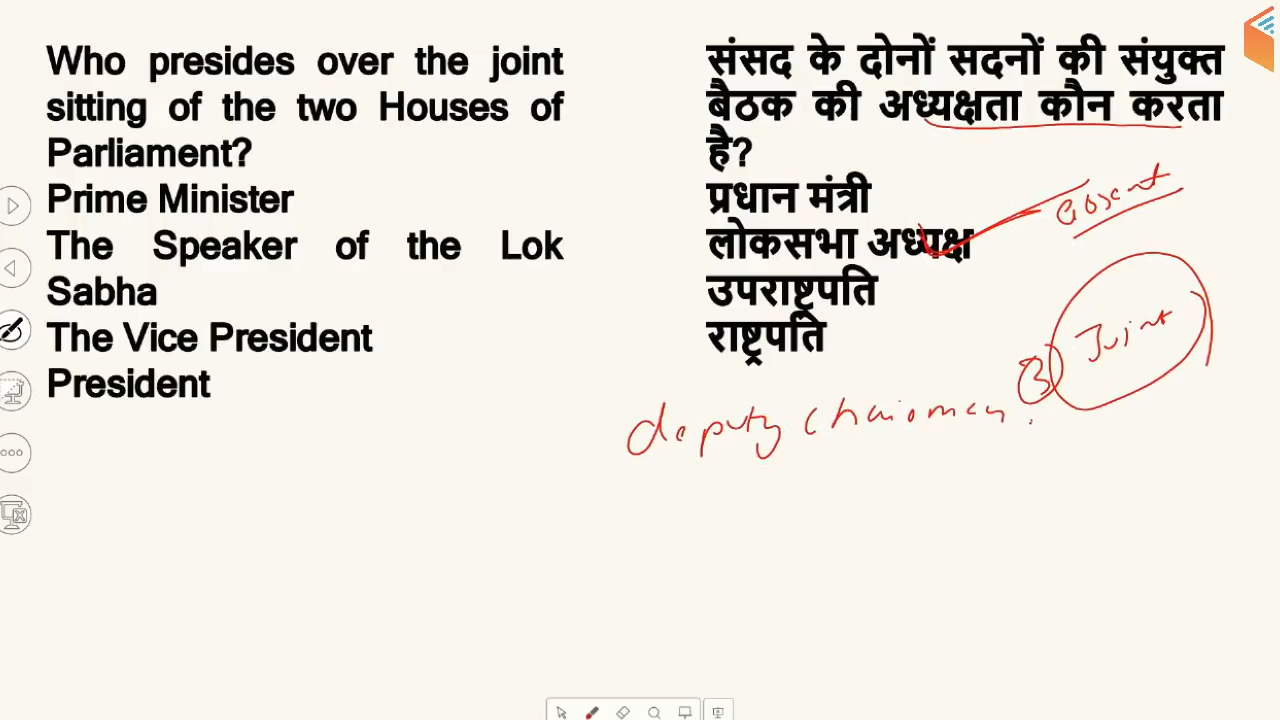 Who presides over the joint
sitting of the two Houses of
Parliament?
Prime Minister
The Speaker of the Lok
Sabha
The Vice President
President
संसद के दोनों सदनों की संयुक्त
बैठक की अध्यक्षता कौन करता
है?
प्रधान मंत्री
लोकसभा अध्यक्ष
उपराष्ट्रपति
राष्ट्रपति
absent
Joint
3
deputy chairman